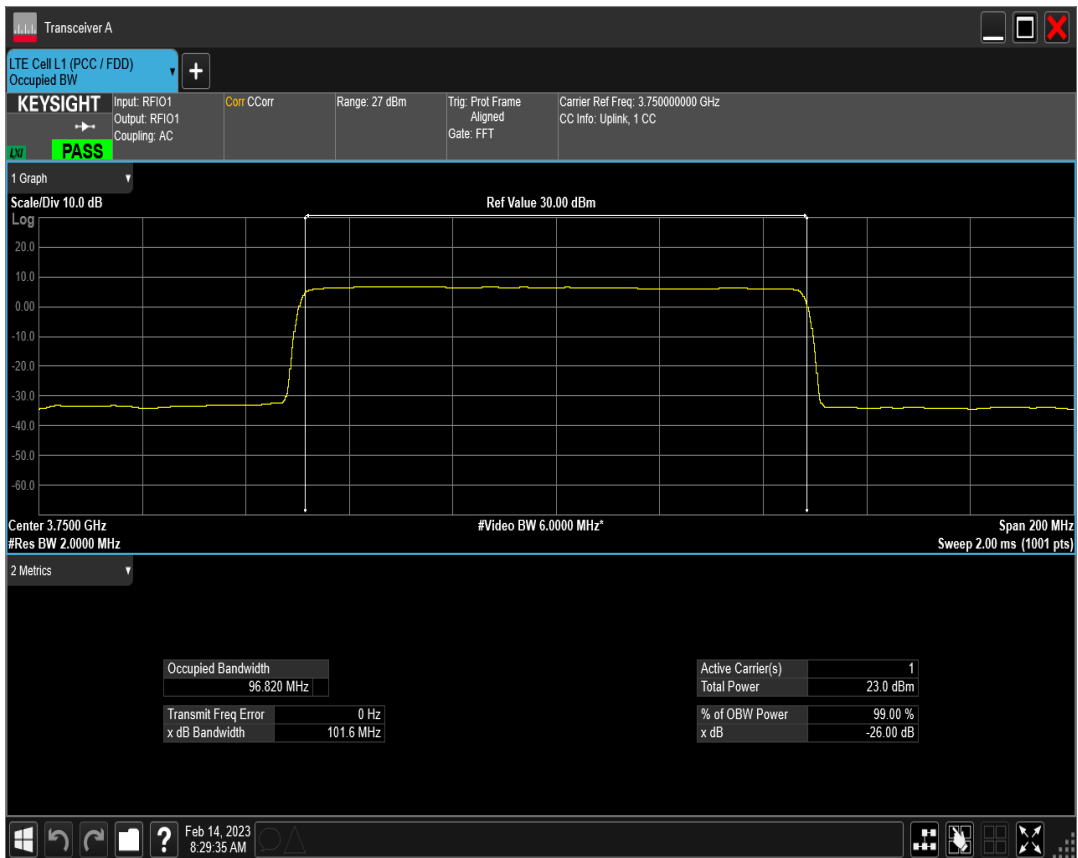 Transceiver A
LTE Cell L1 (PCC / FDD)
Occupied BW
+
KEYSIGHT
LXI
PASS
Input: RFIO1
Output: RFIO1
Coupling: AC
Corr CCorr
Range: 27 dBm
Trig: Prot Frame
Aligned
Gate: FFT
Carrier Ref Freq: 3.750000000 GHz
CC Info: Uplink, 1 CC
1 Graph
Scale/Div 10.0 dB
Ref Value 30.00 dBm
Log
20.0
10.0
0.00
-10.0
-20.0
-30.0
-40.0
-50.0
-60.0
Center 3.7500 GHz
#Video BW 6.0000 MHz*
Span 200 MHz
#Res BW 2.0000 MHz
Sweep 2.00 ms (1001 pts)
2 Metrics
Occupied Bandwidth
96.820 MHz
Transmit Freq Error 0 Hz
x dB Bandwidth 101.6 MHz
Active Carrier(s) 1
Total Power 23.0 dBm
% of OBW Power 99.00 %
x dB -26.00 dB
?
Feb 14, 2023
8:29:35 AM